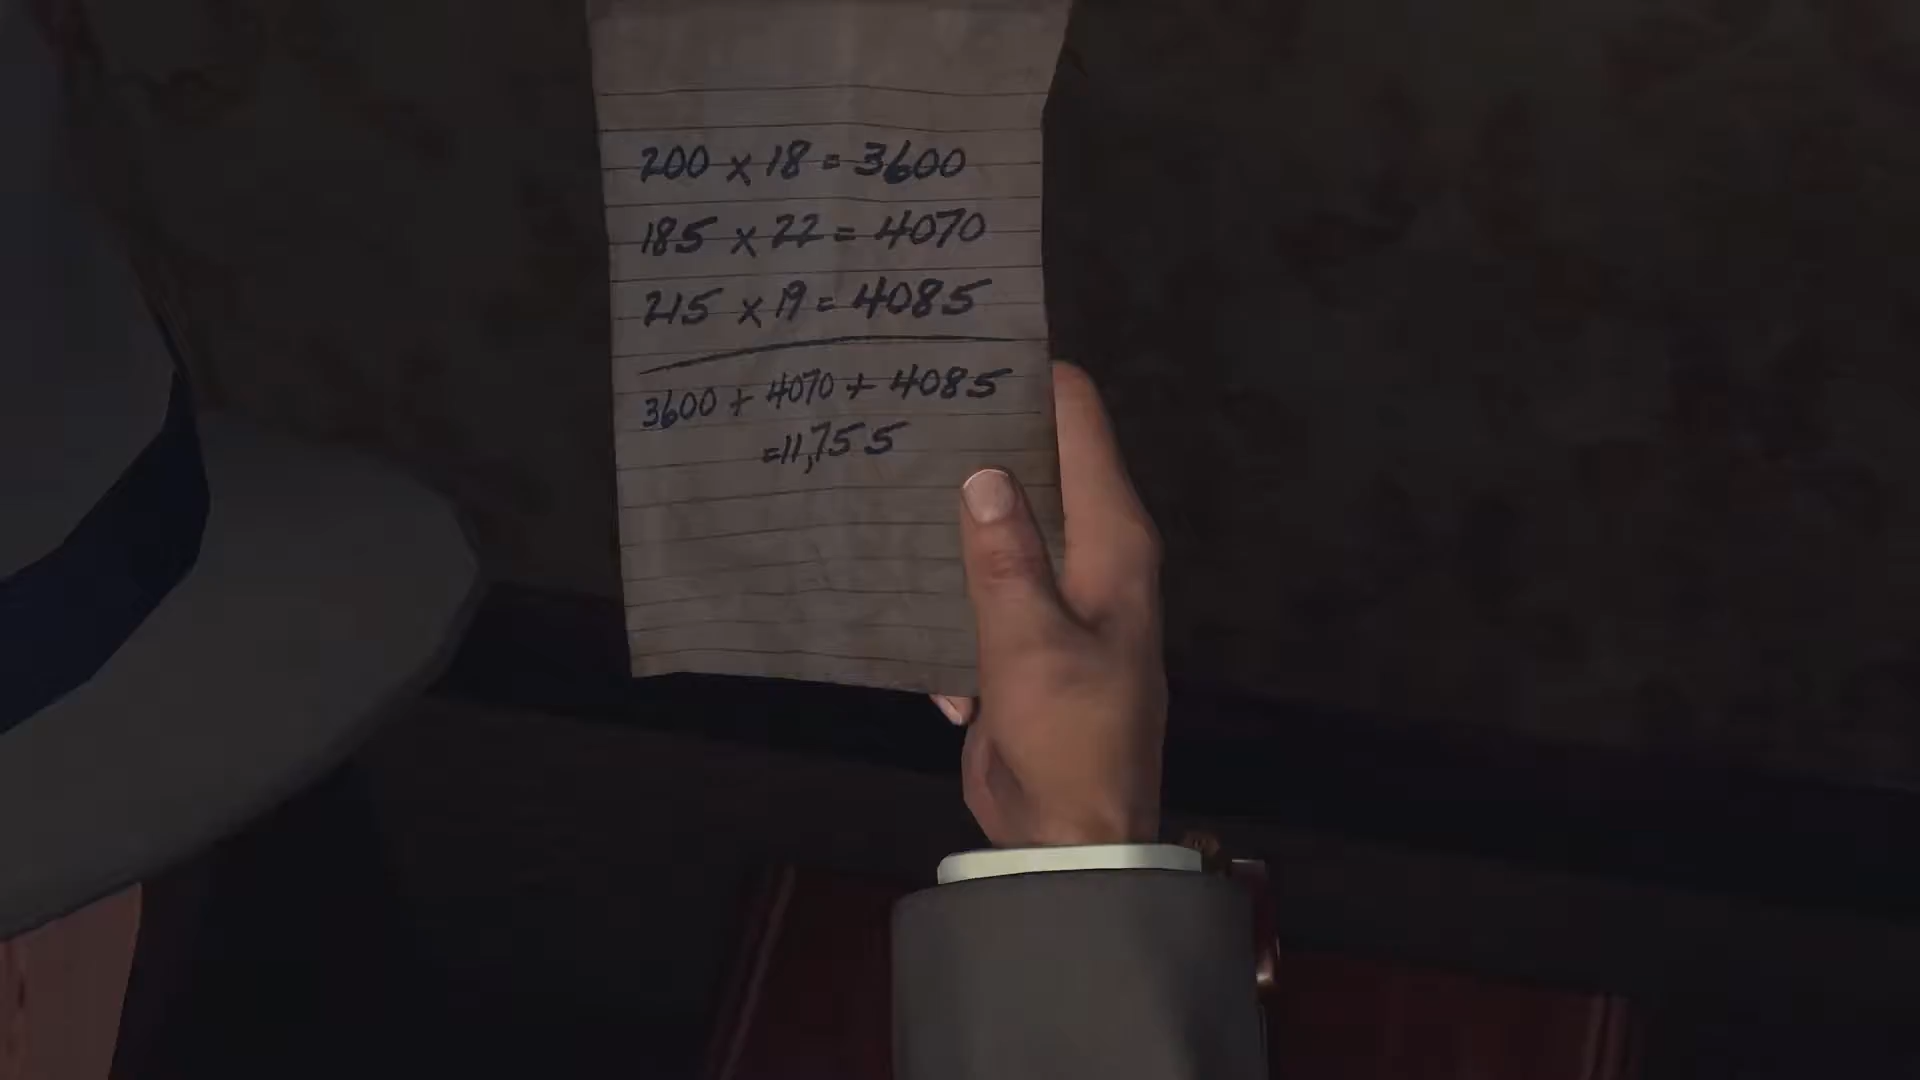 200 x 18 = 3600
185 x 22 = 4070
215 x 19 = 4085
3600 + 4070 + 4085
=11,755